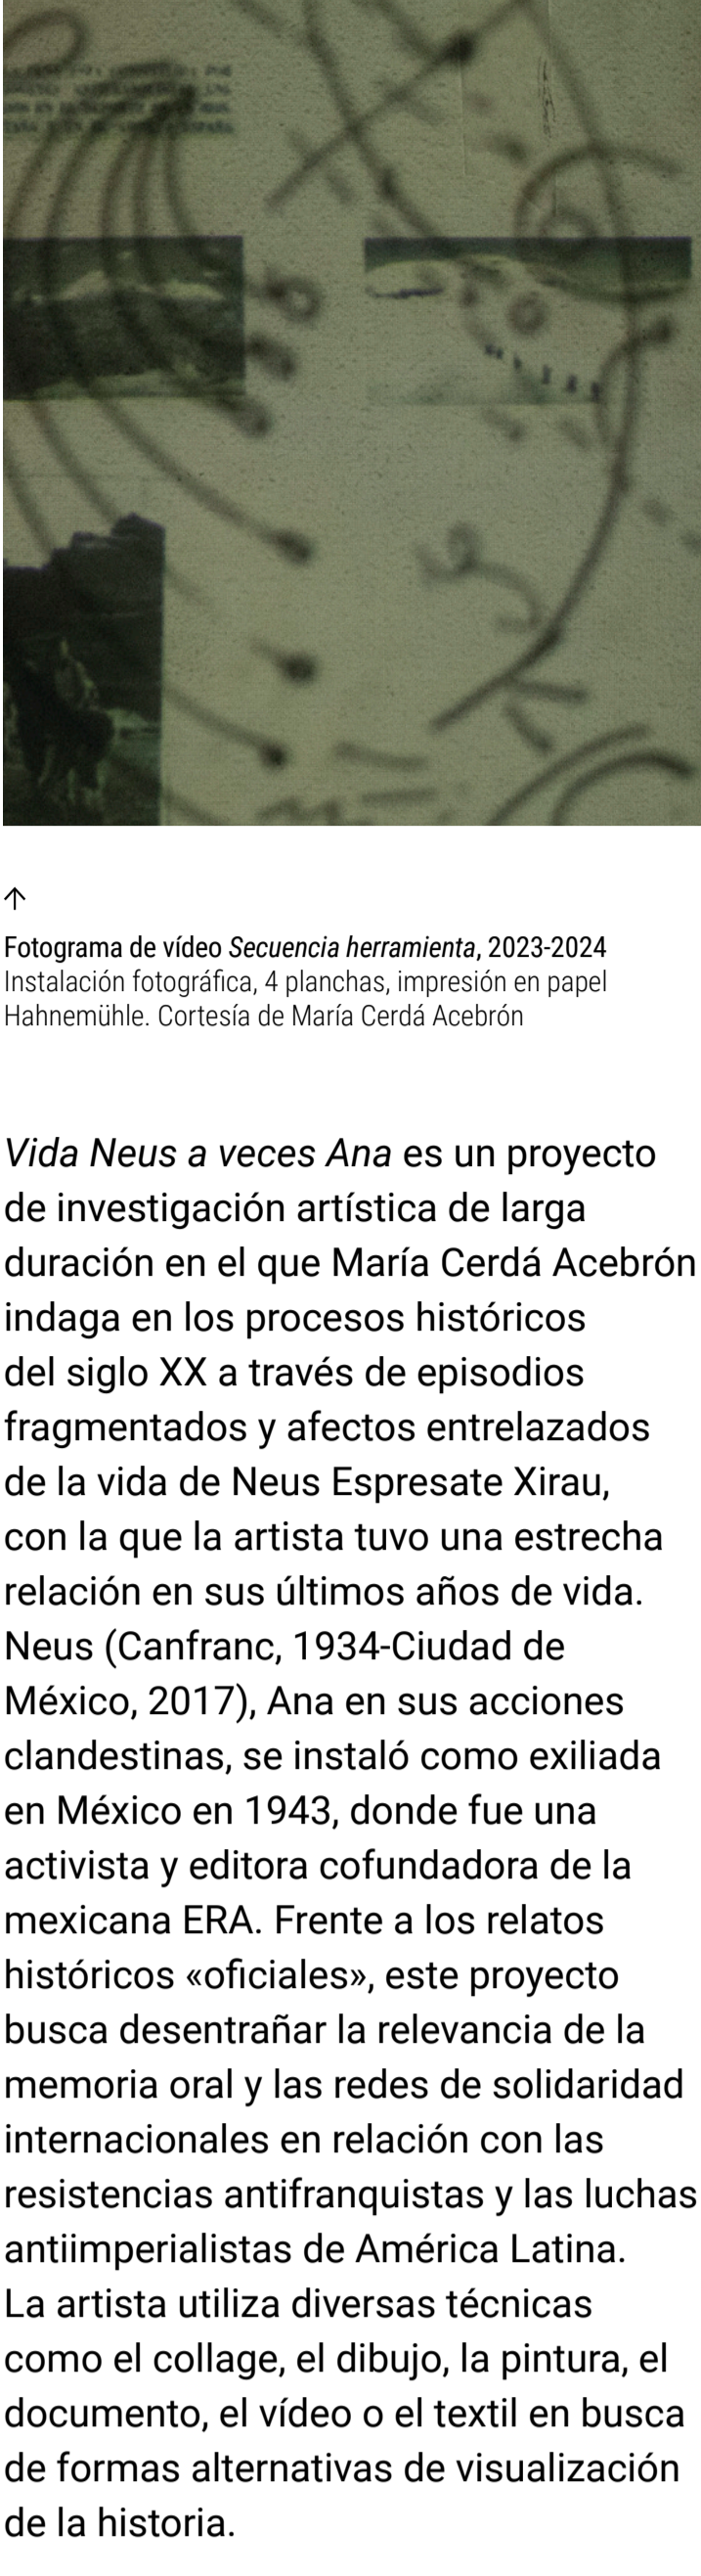 ↑
Fotograma de vídeo Secuencia herramienta, 2023-2024
Instalación fotográfica, 4 planchas, impresión en papel
Hahnemühle. Cortesía de María Cerdá Acebrón
Vida Neus a veces Ana es un proyecto
de investigación artística de larga
duración en el que María Cerdá Acebrón
indaga en los procesos históricos
del siglo XX a través de episodios
fragmentados y afectos entrelazados
de la vida de Neus Espresate Xirau,
con la que la artista tuvo una estrecha
relación en sus últimos años de vida.
Neus (Canfranc, 1934-Ciudad de
México, 2017), Ana en sus acciones
clandestinas, se instaló como exiliada
en México en 1943, donde fue una
activista y editora cofundadora de la
mexicana ERA. Frente a los relatos
históricos «oficiales», este proyecto
busca desentrañar la relevancia de la
memoria oral y las redes de solidaridad
internacionales en relación con las
resistencias antifranquistas y las luchas
antiimperialistas de América Latina.
La artista utiliza diversas técnicas
como el collage, el dibujo, la pintura, el
documento, el vídeo o el textil en busca
de formas alternativas de visualización
de la historia.